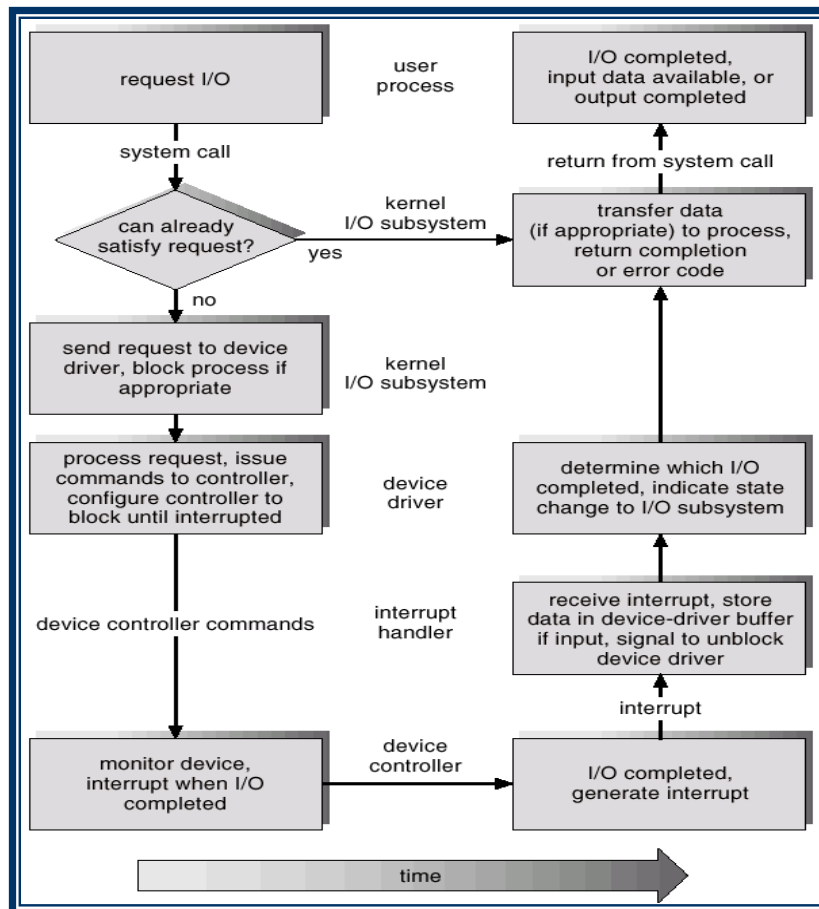 request I/O
user
process
I/O completed,
input data available, or
output completed
system call
return from system call
can already
satisfy request?
kernel
I/O subsystem
yes
transfer data
(if appropriate) to process,
return completion
or error code
no
send request to device
driver, block process if
appropriate
kernel
I/O subsystem
process request, issue
commands to controller,
configure controller to
block until interrupted
device
driver
determine which I/O
completed, indicate state
change to I/O subsystem
device controller commands
interrupt
handler
receive interrupt, store
data in device-driver buffer
if input, signal to unblock
device driver
interrupt
monitor device,
interrupt when I/O
completed
device
controller
I/O completed,
generate interrupt
time